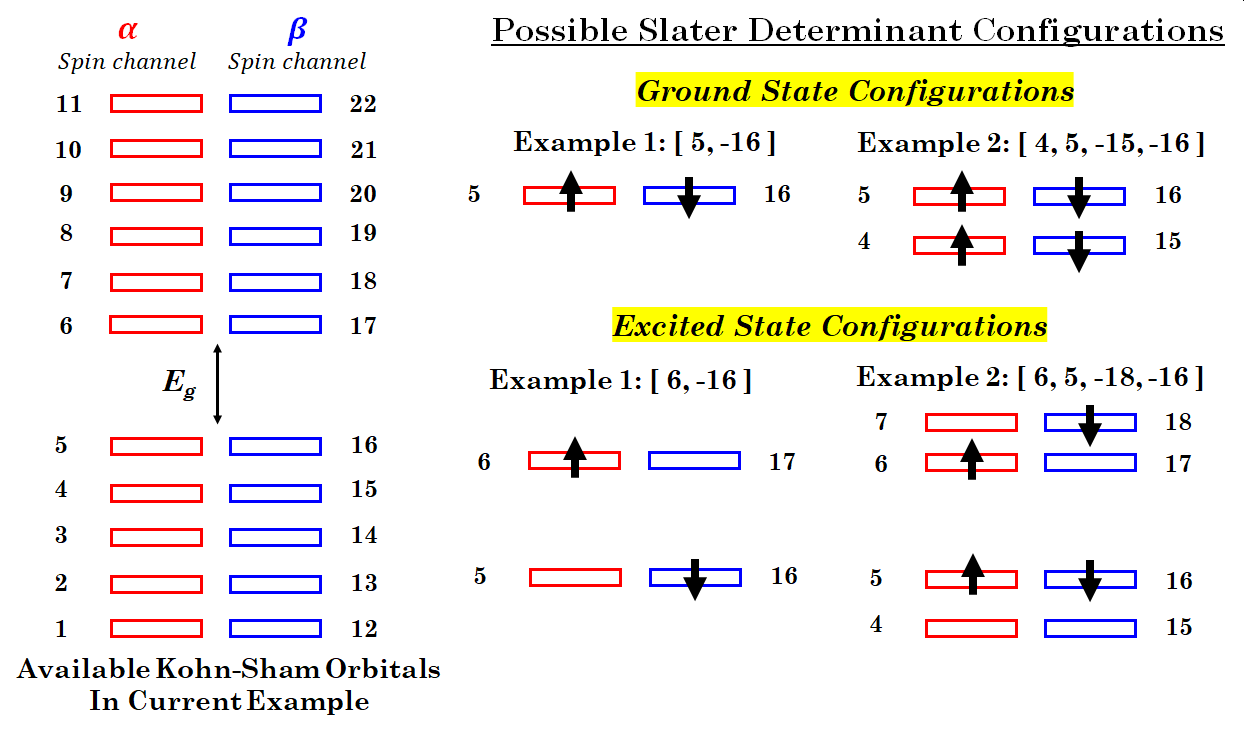 α
β
Spin channel
Spin channel
11
22
10
21
9
20
8
19
7
18
6
17
E_g
5
16
4
15
3
14
2
13
1
12
Available Kohn-Sham Orbitals
In Current Example
Possible Slater Determinant Configurations
Ground State Configurations
Example 1: [ 5, -16 ]
5
16
Example 2: [ 4, 5, -15, -16 ]
5
16
4
15
Excited State Configurations
Example 1: [ 6, -16 ]
6
17
5
16
Example 2: [ 6, 5, -18, -16 ]
7
18
6
17
5
16
4
15